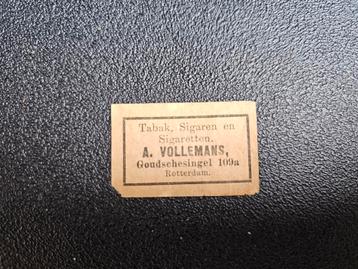 Tabak, Sigaren en
Sigaretten.
A. VOLLEMANS,
Goudschesingel 109a
Rotterdam.